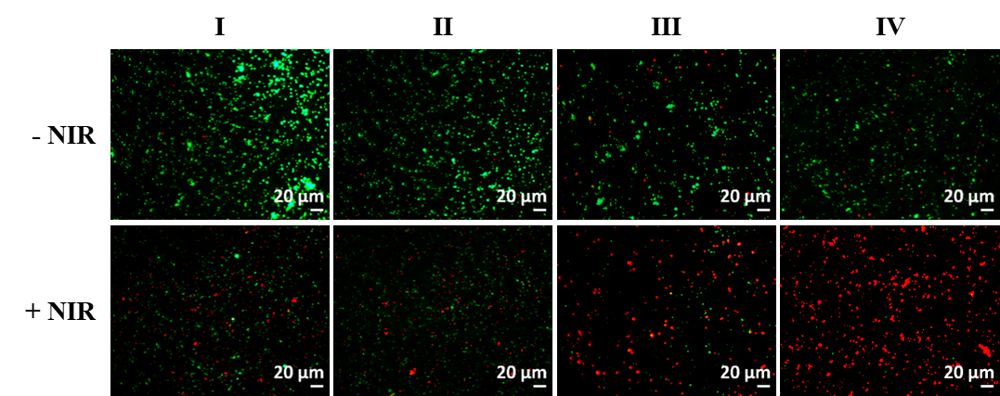 I II III IV
- NIR
20 µm 20 µm 20 µm 20 µm
+ NIR
20 µm 20 µm 20 µm 20 µm